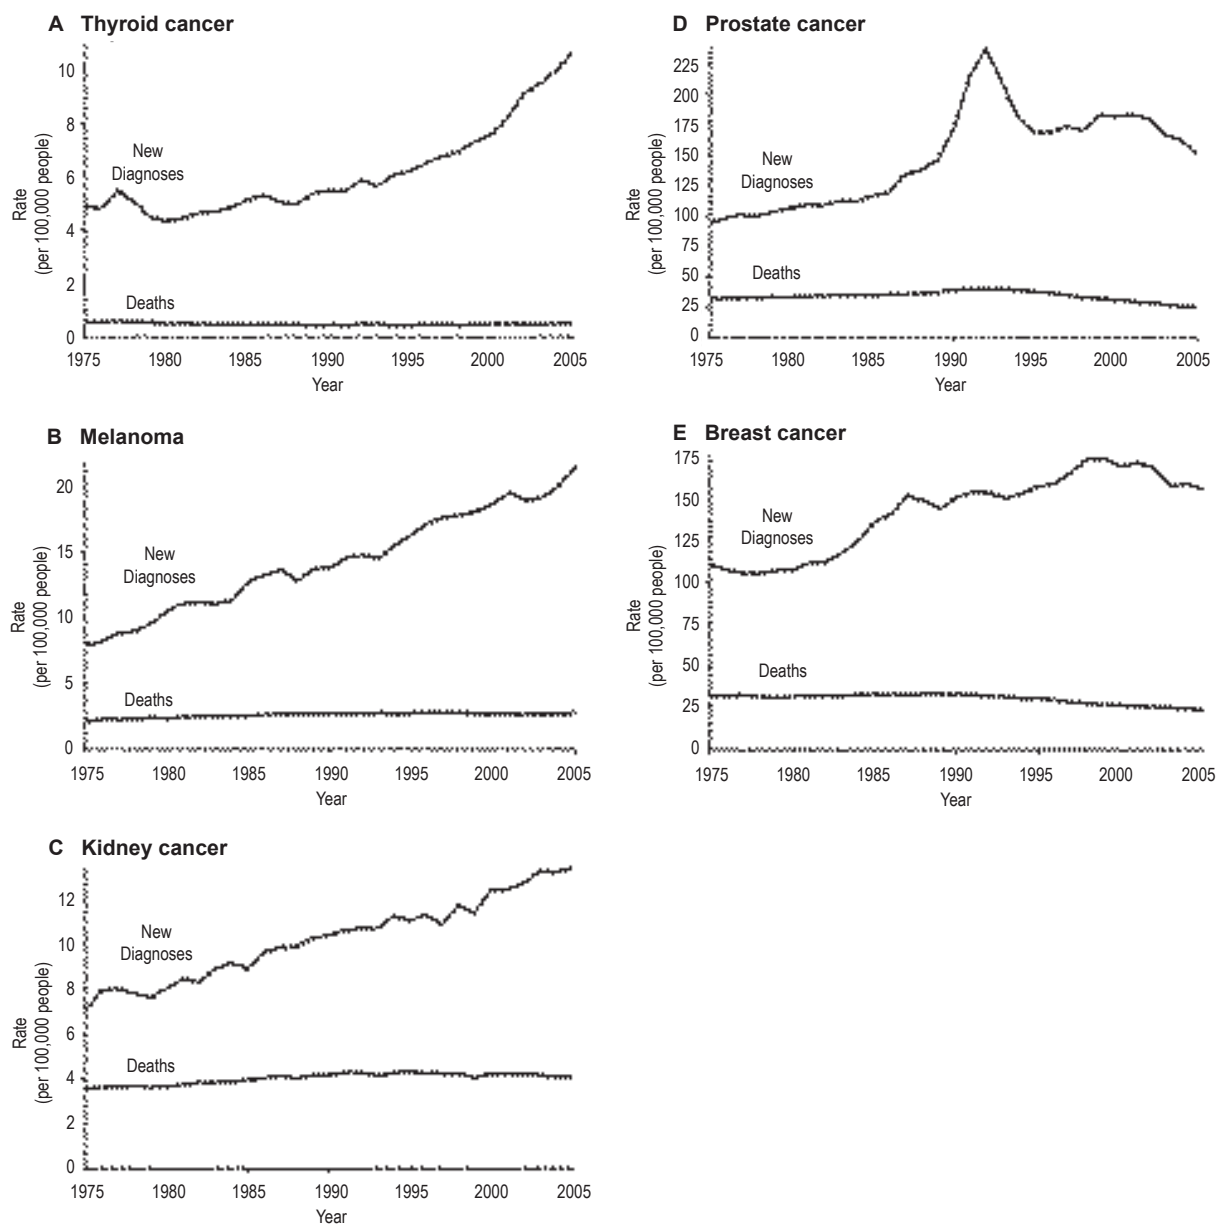 A Thyroid cancer
10
8
6
4
2
0
Rate
(per 100,000 people)
New
Diagnoses
Deaths
1975 1980 1985 1990 1995 2000 2005
Year
B Melanoma
20
15
10
5
0
Rate
(per 100,000 people)
New
Diagnoses
Deaths
1975 1980 1985 1990 1995 2000 2005
Year
C Kidney cancer
12
10
8
6
4
2
0
Rate
(per 100,000 people)
New
Diagnoses
Deaths
1975 1980 1985 1990 1995 2000 2005
Year
D Prostate cancer
225
200
175
150
125
100
75
50
25
0
Rate
(per 100,000 people)
New
Diagnoses
Deaths
1975 1980 1985 1990 1995 2000 2005
Year
E Breast cancer
175
150
125
100
75
50
25
0
Rate
(per 100,000 people)
New
Diagnoses
Deaths
1975 1980 1985 1990 1995 2000 2005
Year